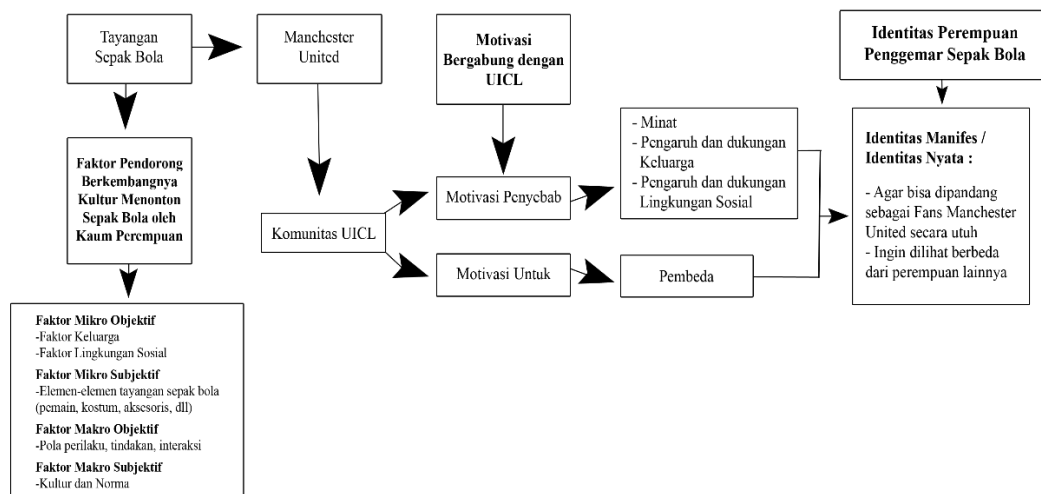 Tayangan
Sepak Bola
Manchester
United
Motivasi
Bergabung dengan
UICL
Identitas Perempuan
Penggemar Sepak Bola
Faktor Pendorong
Berkembangnya
Kultur Menonton
Sepak Bola oleh
Kaum Perempuan
Komunitas UICL
Motivasi Penyebab
Motivasi Untuk
- Minat
- Pengaruh dan dukungan
Keluarga
- Pengaruh dan dukungan
Lingkungan Sosial
Pembeda
Identitas Manifes /
Identitas Nyata :
- Agar bisa dipandang
sebagai Fans Manchester
United secara utuh
- Ingin dilihat berbeda
dari perempuan lainnya
Faktor Mikro Objektif
-Faktor Keluarga
-Faktor Lingkungan Sosial
Faktor Mikro Subjektif
-Elemen-elemen tayangan sepak bola
(pemain, kostum, aksesoris, dll)
Faktor Makro Objektif
-Pola perilaku, tindakan, interaksi
Faktor Makro Subjektif
-Kultur dan Norma